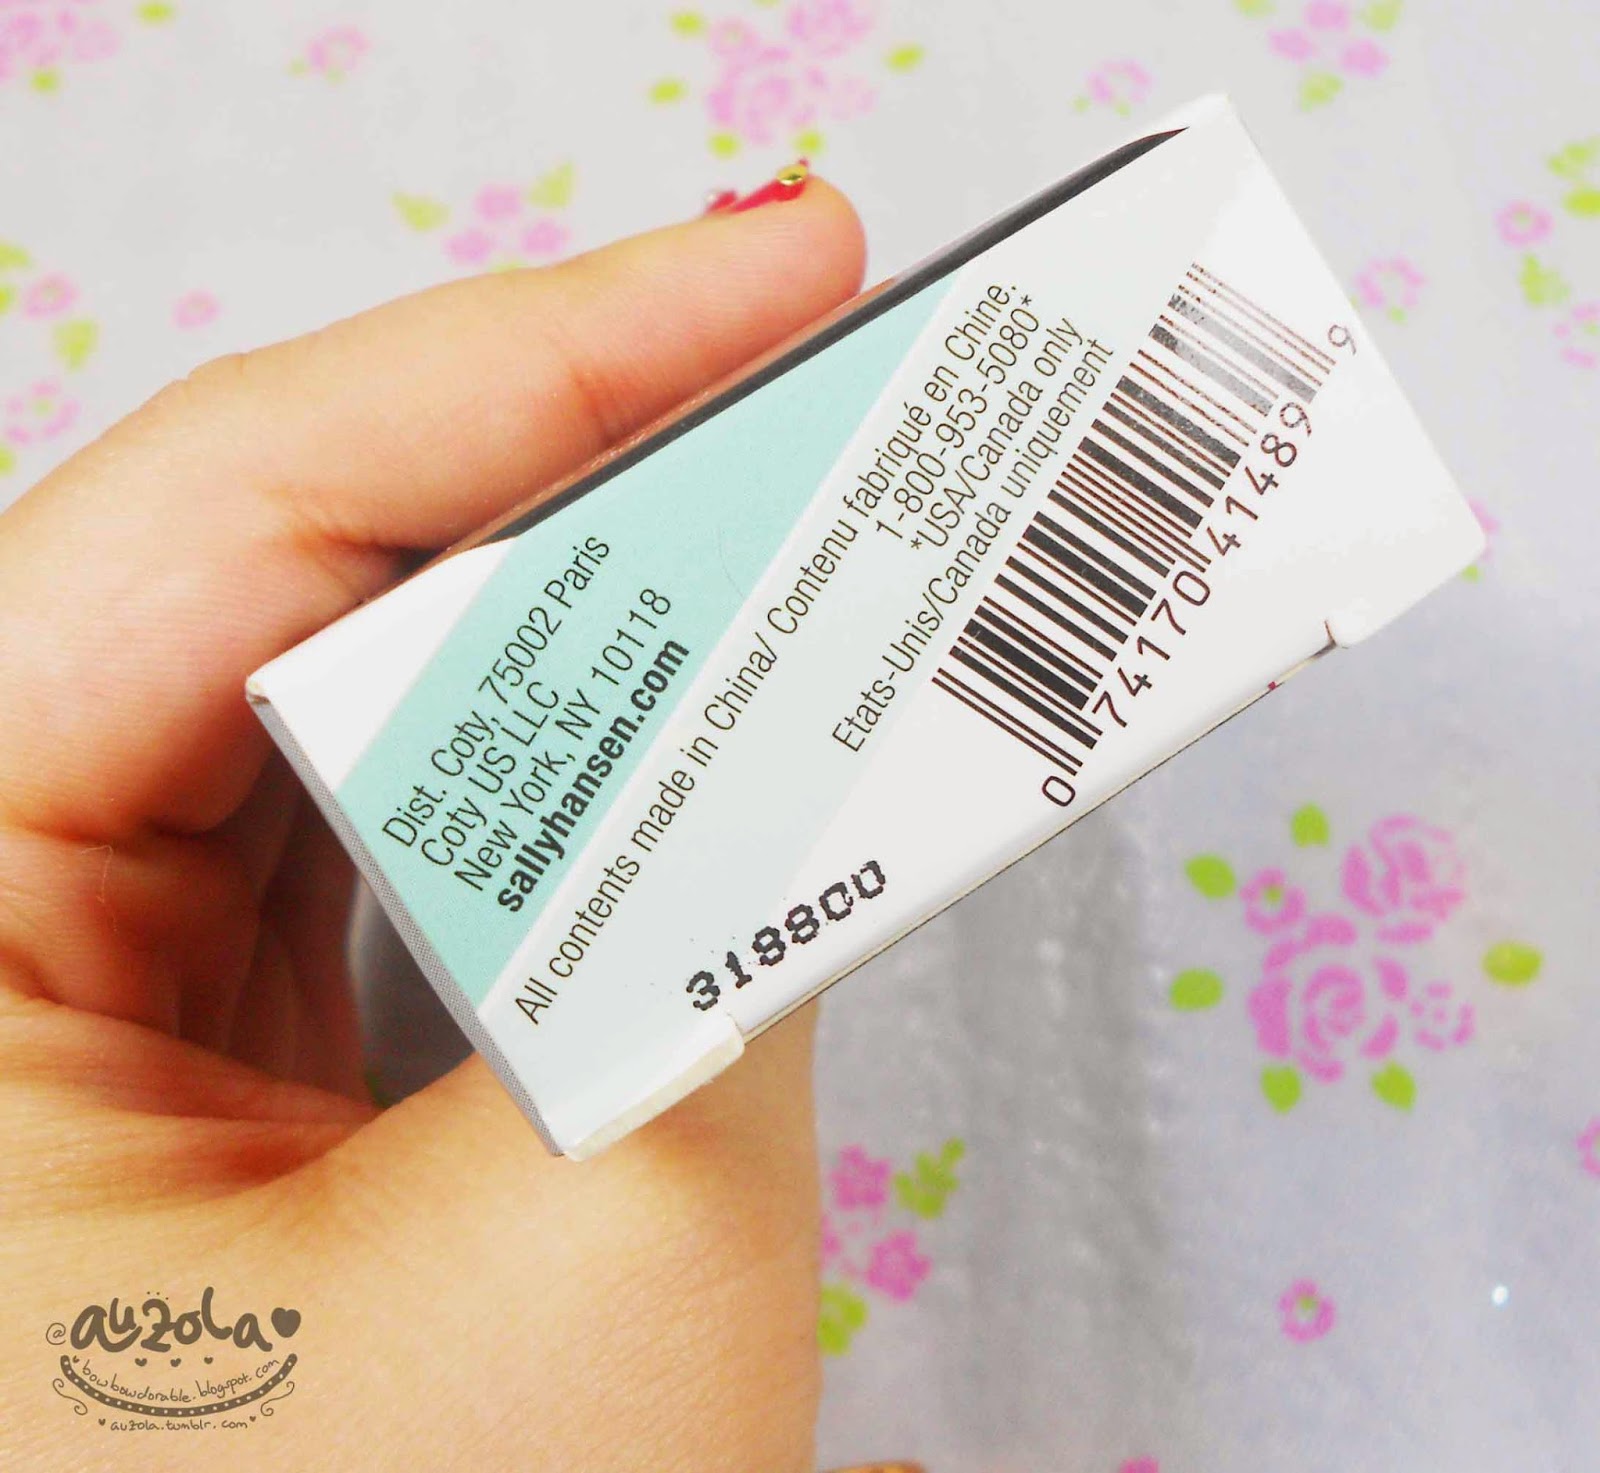 Dist. Coty, 75002 Paris
Coty US LLC
New York, NY 10118
sallyhansen.com
All contents made in China/ Contenu fabriqué en Chine.
1-800-953-5080*
*USA/Canada only
Etats-Unis/Canada uniquement
0 74170 41489 9
318800
@auzola
bowbowdorable.blogspot.com
auzola.tumblr.com